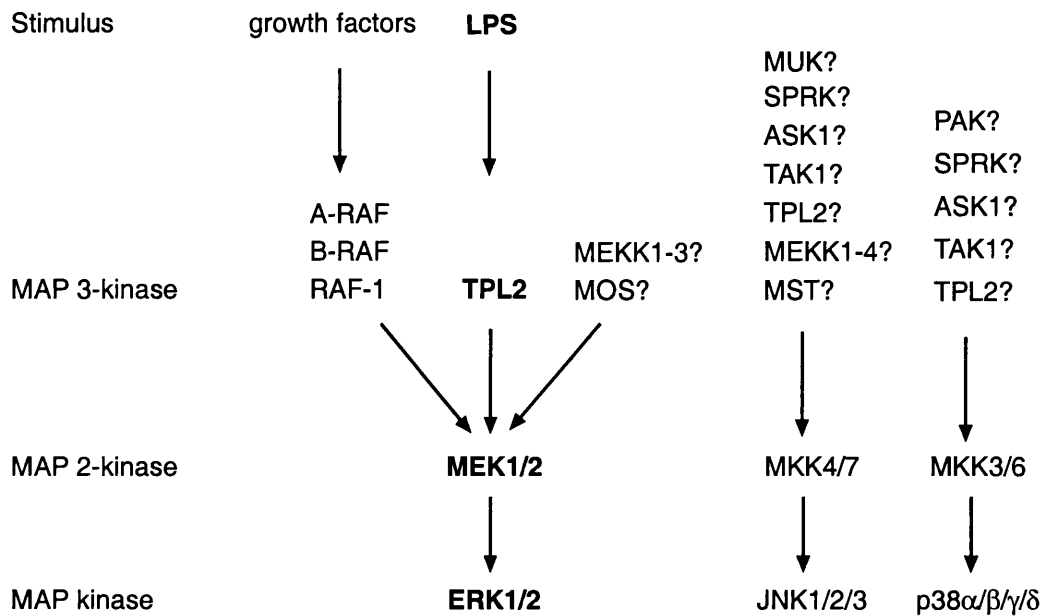 Stimulus growth factors LPS
MUK?
SPRK?
PAK?
ASK1?
SPRK?
TAK1?
A-RAF TPL2? ASK1?
B-RAF MEKK1-3? MEKK1-4? TAK1?
MAP 3-kinase RAF-1 TPL2 MOS? MST? TPL2?
MAP 2-kinase MEK1/2 MKK4/7 MKK3/6
MAP kinase ERK1/2 JNK1/2/3 p38α/β/γ/δ